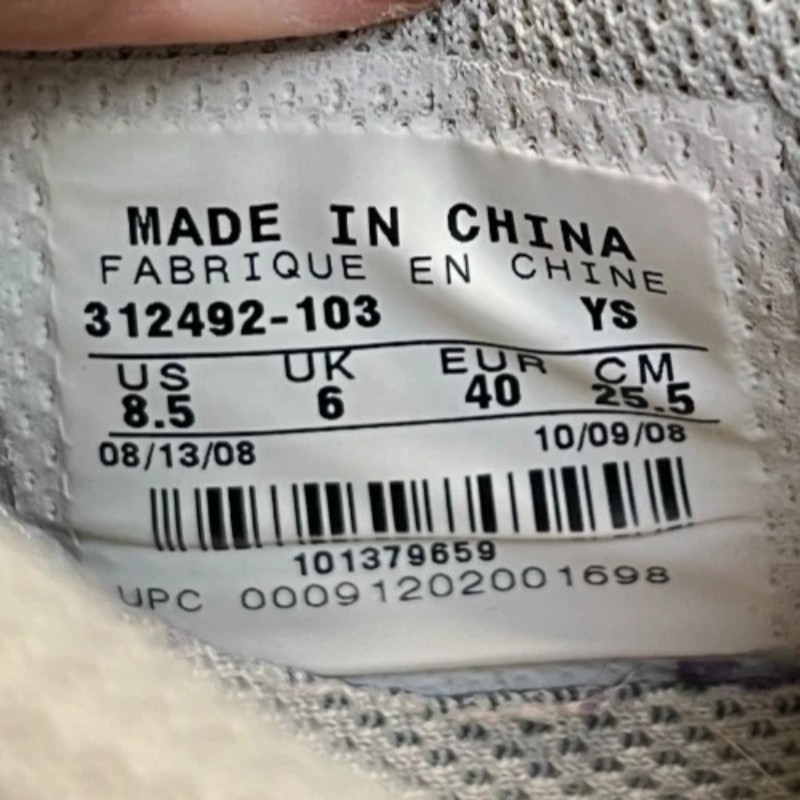 MADE IN CHINA
FABRIQUE EN CHINE
312492-103 YS
US UK EUR CM
8.5 6 40 25.5
08/13/08 10/09/08
101379659
UPC 00091202001698